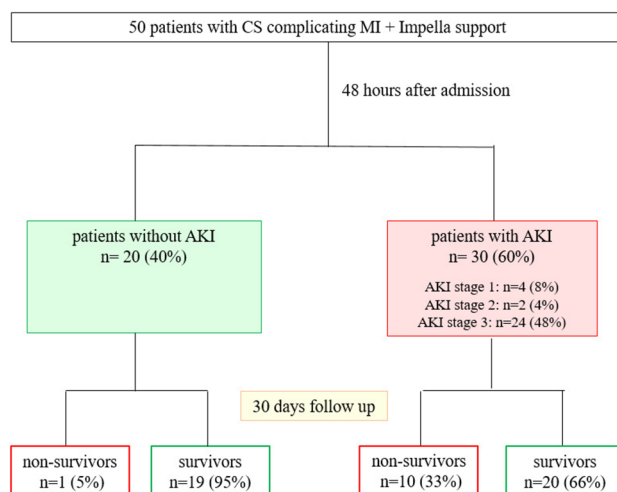 50 patients with CS complicating MI + Impella support
48 hours after admission
patients without AKI
n= 20 (40%)
patients with AKI
n= 30 (60%)
AKI stage 1: n=4 (8%)
AKI stage 2: n=2 (4%)
AKI stage 3: n=24 (48%)
30 days follow up
non-survivors
n=1 (5%)
survivors
n=19 (95%)
non-survivors
n=10 (33%)
survivors
n=20 (66%)